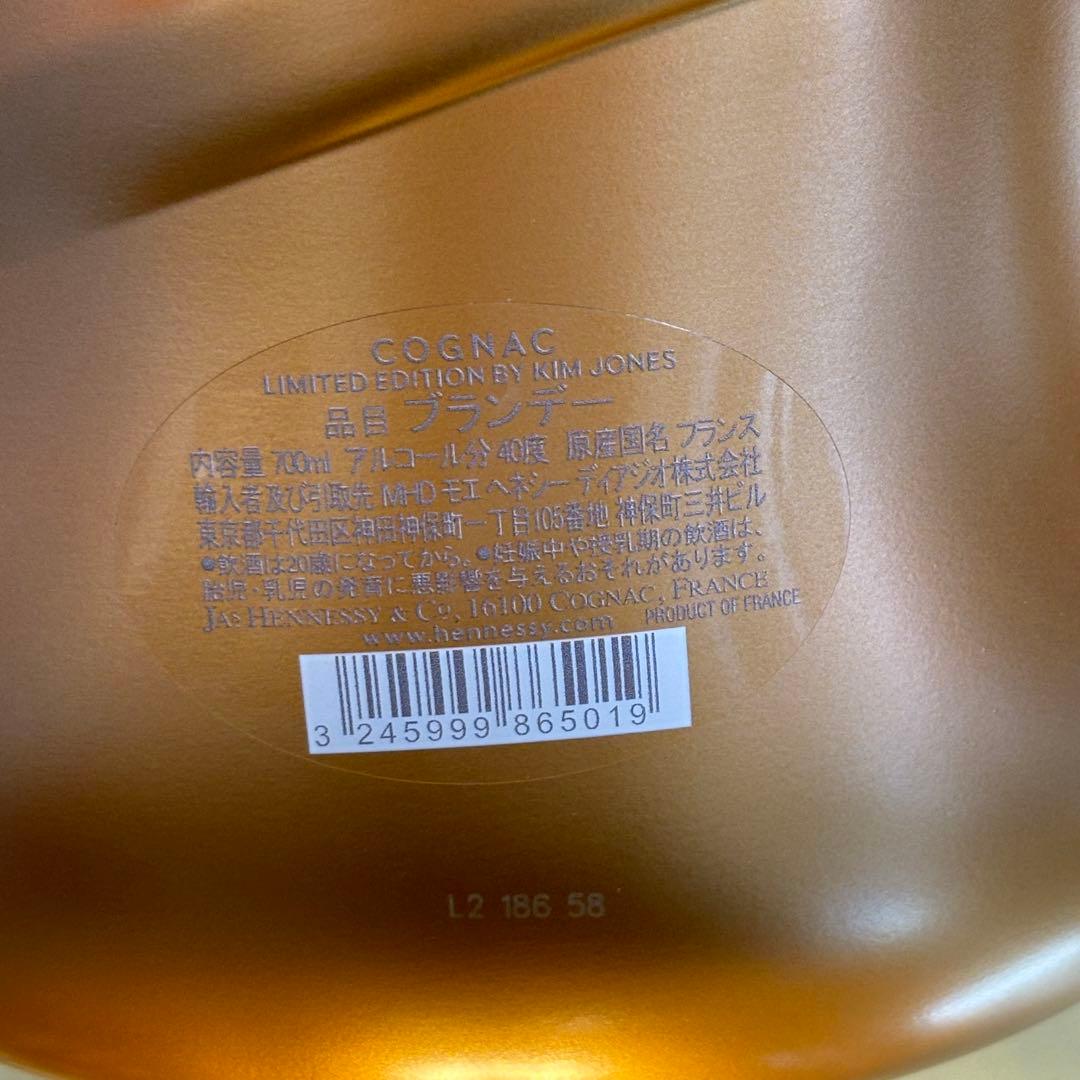 COGNAC
LIMITED EDITION BY KIM JONES
品目 ブランデー
内容量 700ml アルコール分 40度 原産国名 フランス
輸入者及び引取先 MHD モエ ヘネシー ディアジオ株式会社
東京都千代田区神田神保町一丁目105番地 神保町三井ビル
●飲酒は20歳になってから。●妊娠中や授乳期の飲酒は、
胎児・乳児の発育に悪影響を与えるおそれがあります。
JAS HENNESSY & CO, 16100 COGNAC, FRANCE
www.hennessy.com PRODUCT OF FRANCE
3 245999 865019
L2 186 58